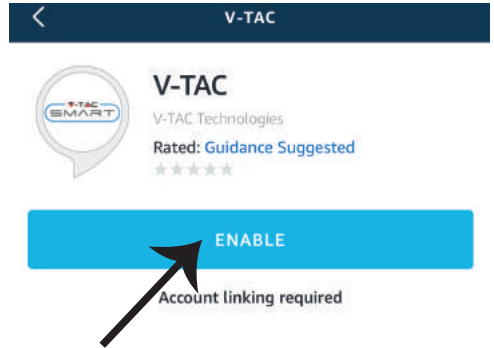 V-TAC
V-TAC
SMART
V-TAC
V-TAC Technologies
Rated: Guidance Suggested
ENABLE
Account linking required